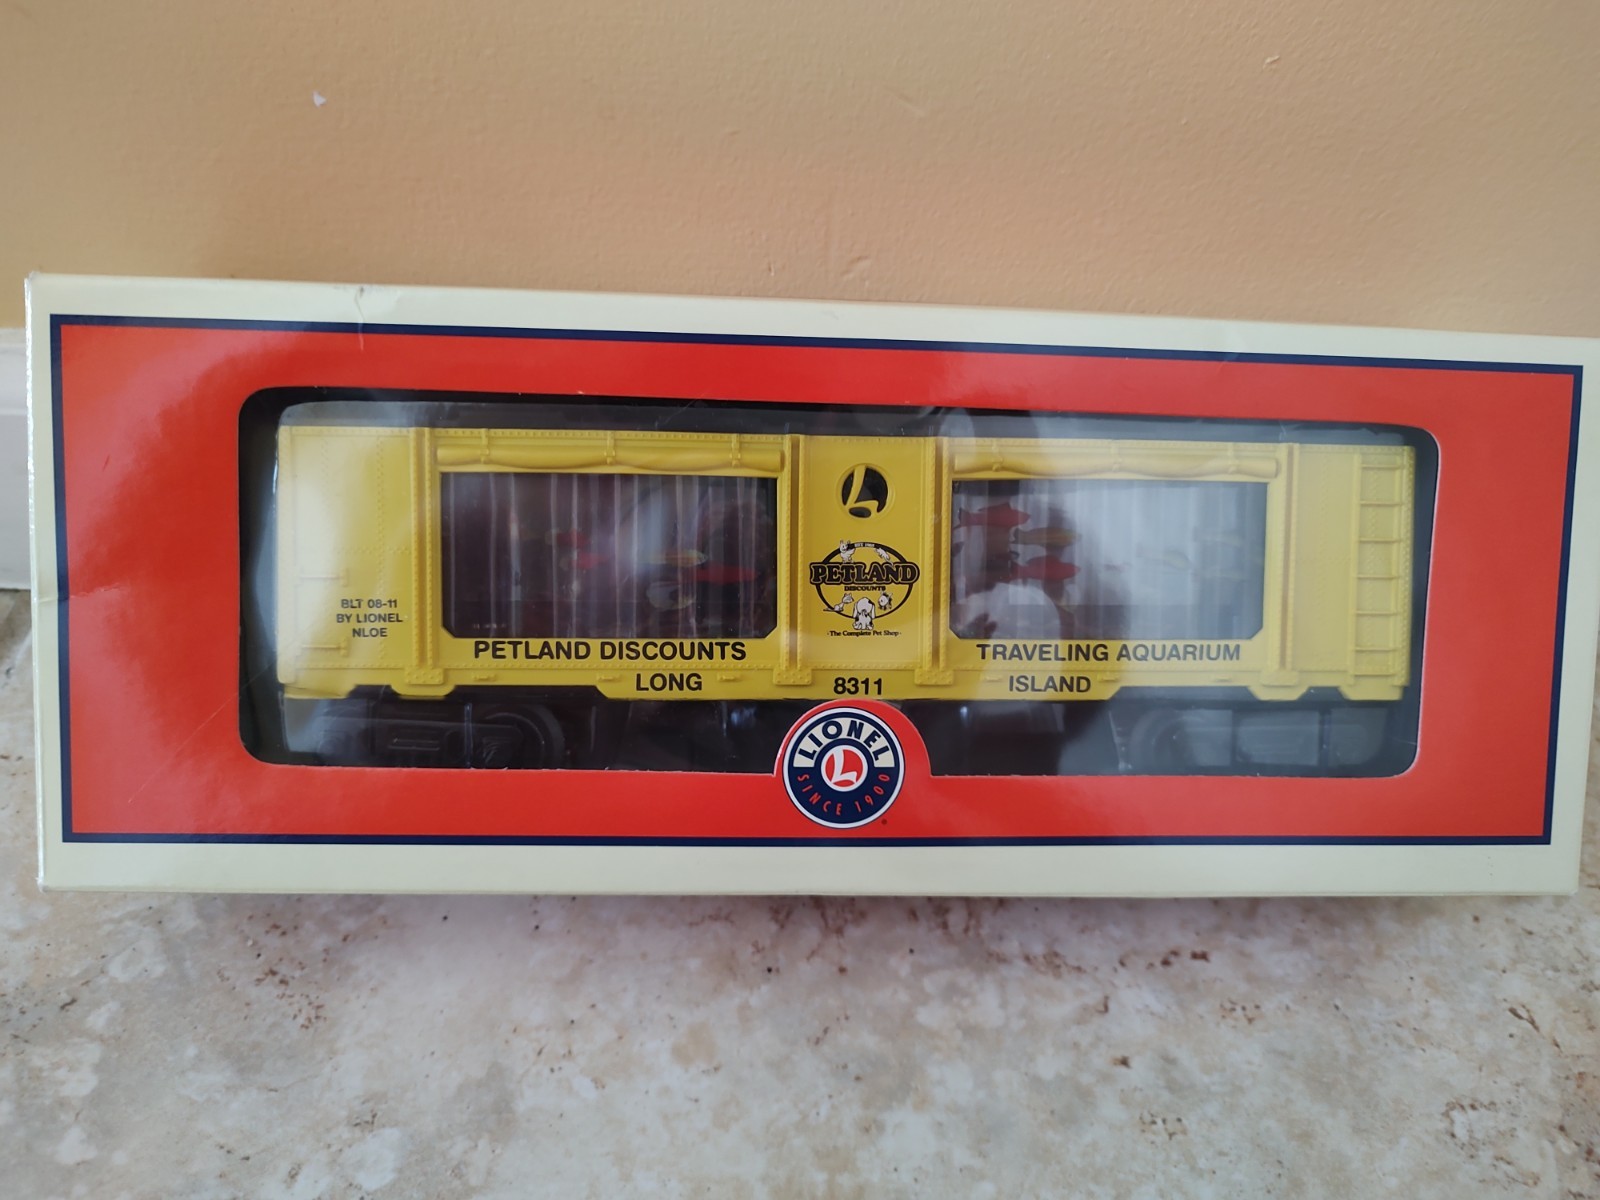 BLT 08-11
BY LIONEL
NLOE
PETLAND DISCOUNTS
LONG
L
PETLAND
DISCOUNTS
The Complete Pet Shop
8311
TRAVELING AQUARIUM
ISLAND
LIONEL
L
SINCE 1900